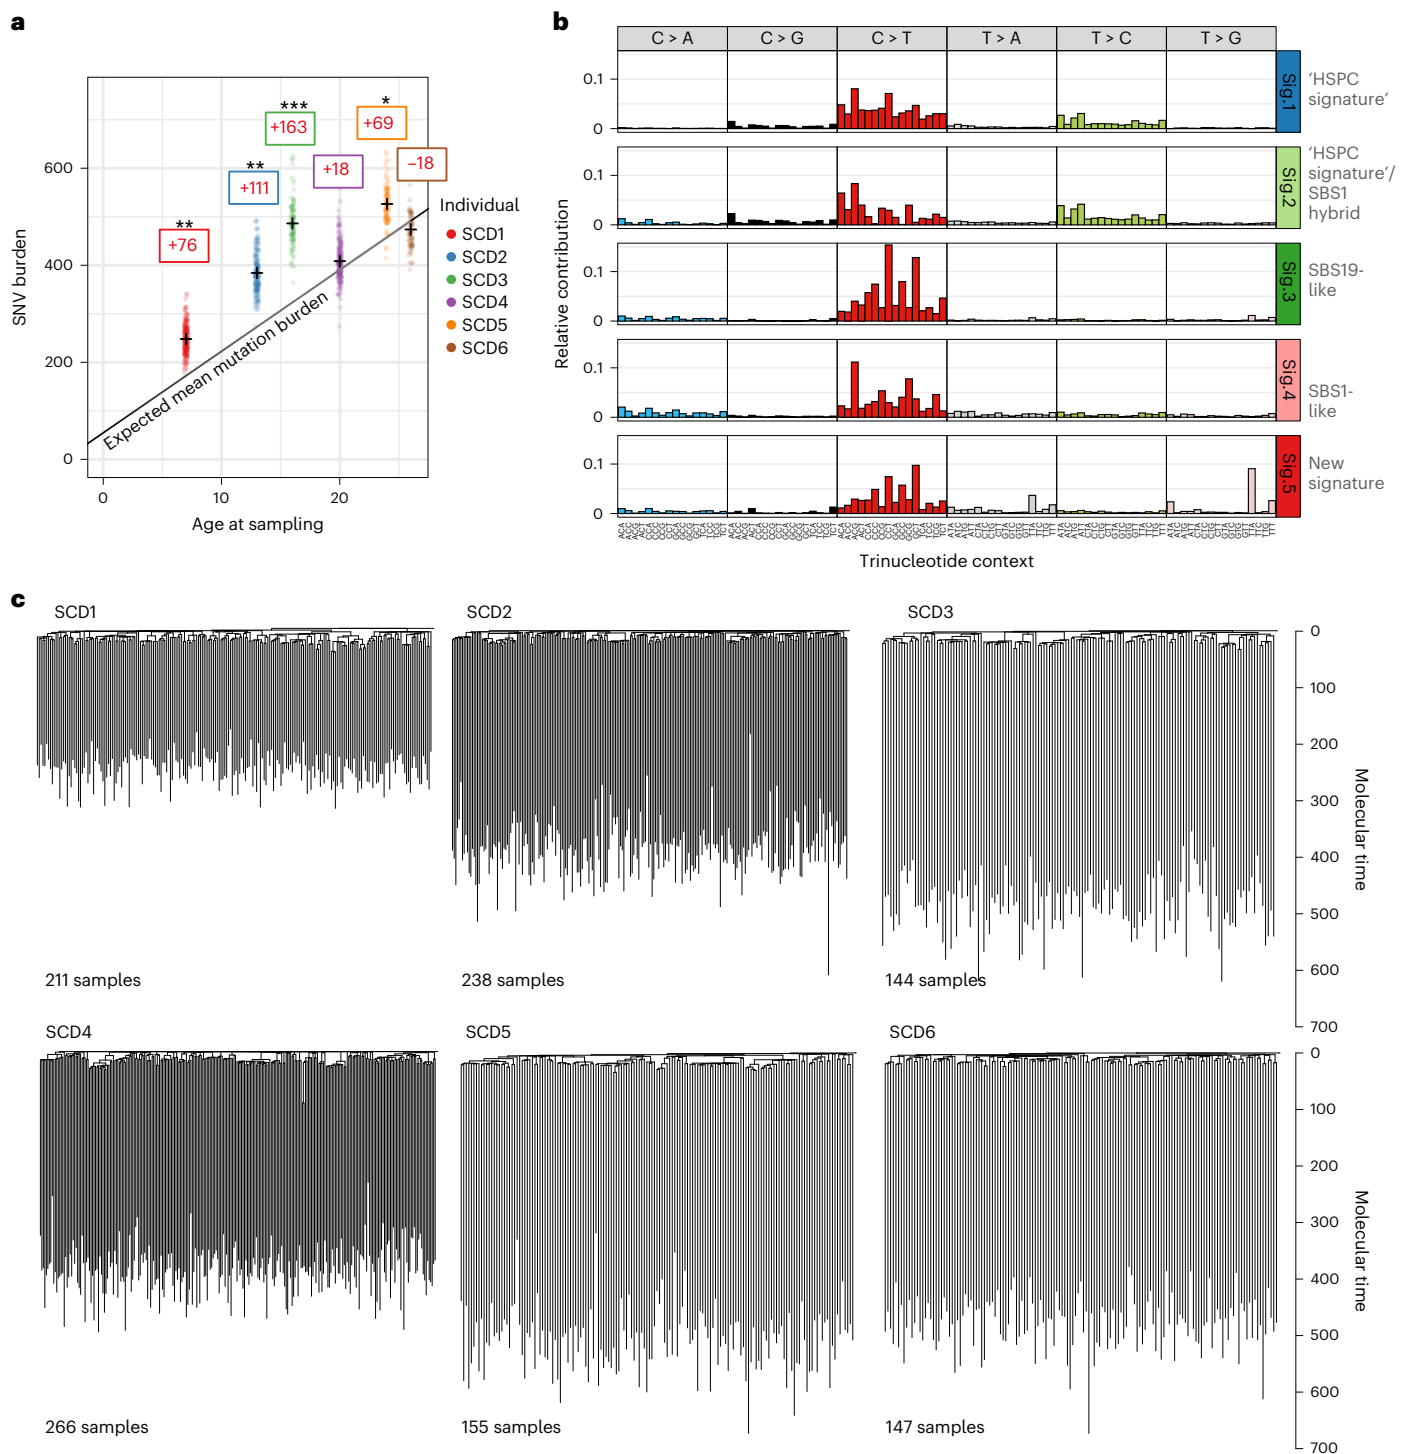 a
***
*
+163
+69
**
+111
+18
−18
**
+76
600
400
200
0
SNV burden
Expected mean mutation burden
0
10
20
Age at sampling
Individual
SCD1
SCD2
SCD3
SCD4
SCD5
SCD6
b
C > A
C > G
C > T
T > A
T > C
T > G
0.1
0
Sig.1
'HSPC
signature'
0.1
0
Sig.2
'HSPC
signature'/
SBS1
hybrid
0.1
0
Sig.3
SBS19-
like
0.1
0
Sig.4
SBS1-
like
0.1
0
Sig.5
New
signature
Relative contribution
Trinucleotide context
c
SCD1
SCD2
SCD3
211 samples
238 samples
144 samples
0
100
200
300
400
500
600
700
Molecular time
SCD4
SCD5
SCD6
266 samples
155 samples
147 samples
0
100
200
300
400
500
600
700
Molecular time